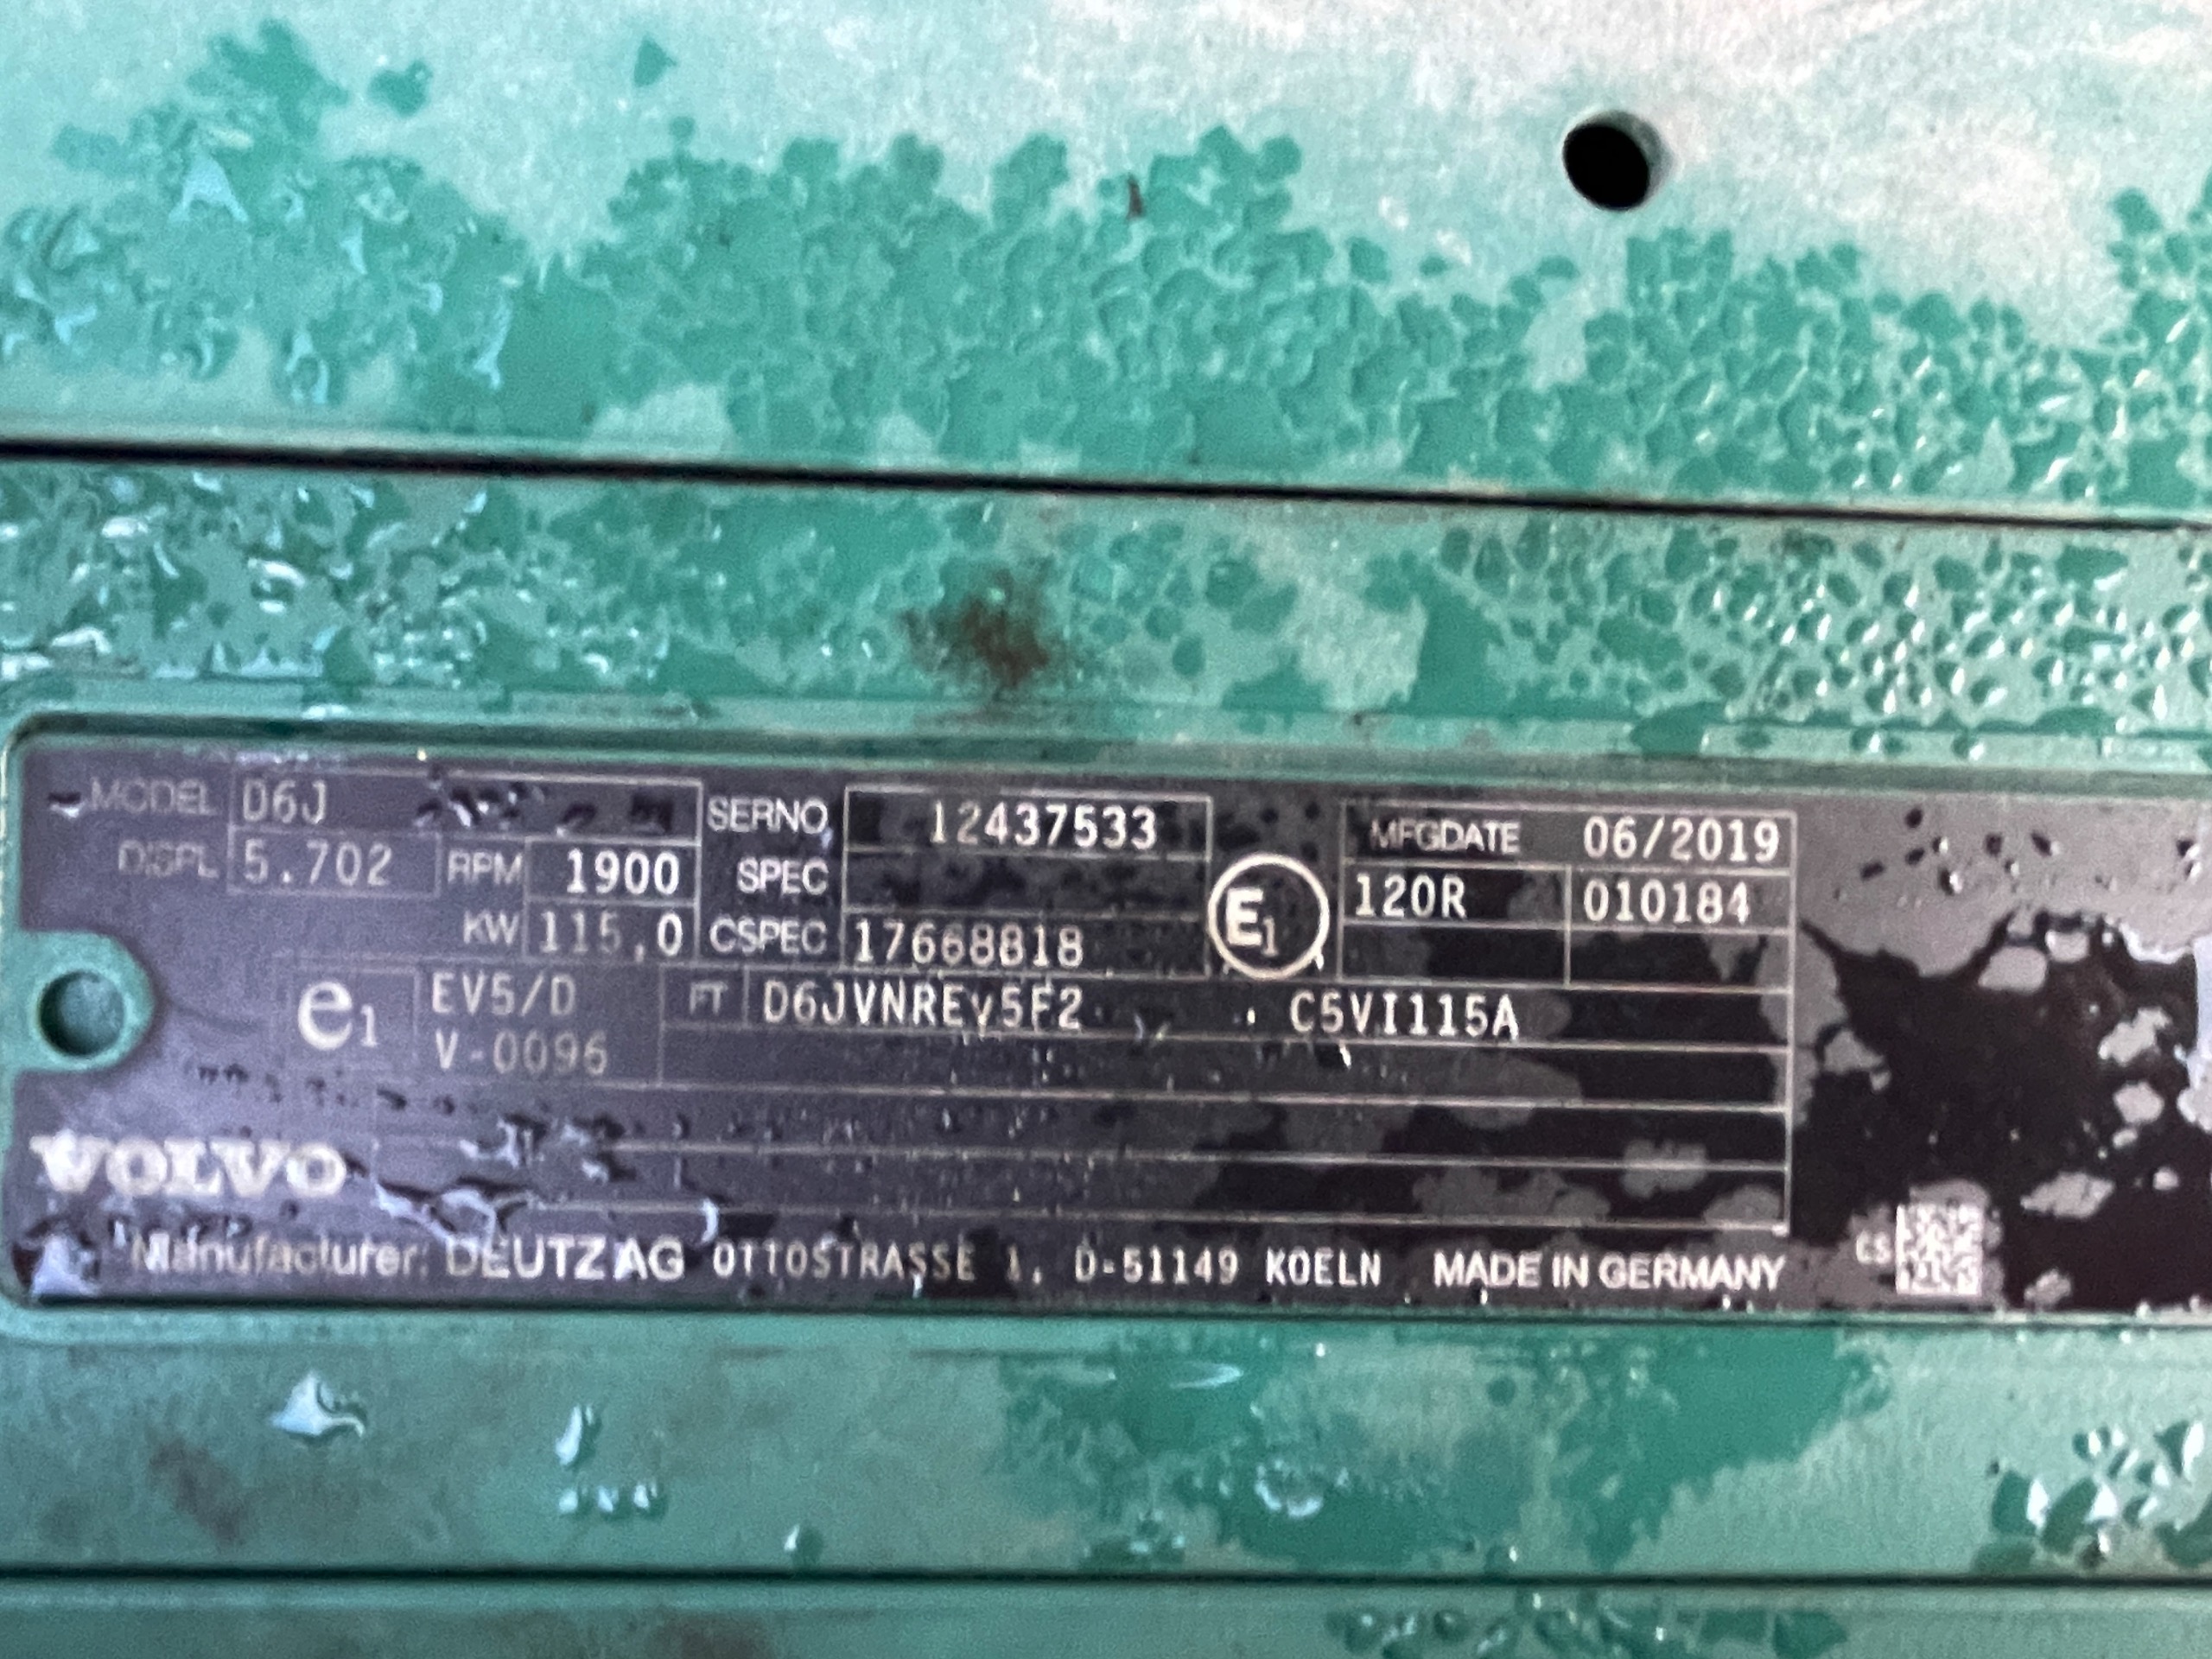 MODEL D6J SERNO 12437533 MFGDATE 06/2019
DISPL 5.702 RPM 1900 SPEC 120R 010184
KW 115,0 CSPEC 17668818 E1
e1 EV5/D FT D6JVNREv5F2 C5VI115A
V-0096
VOLVO
Manufacturer: DEUTZ AG OTTOSTRASSE 1, D-51149 KOELN MADE IN GERMANY CS